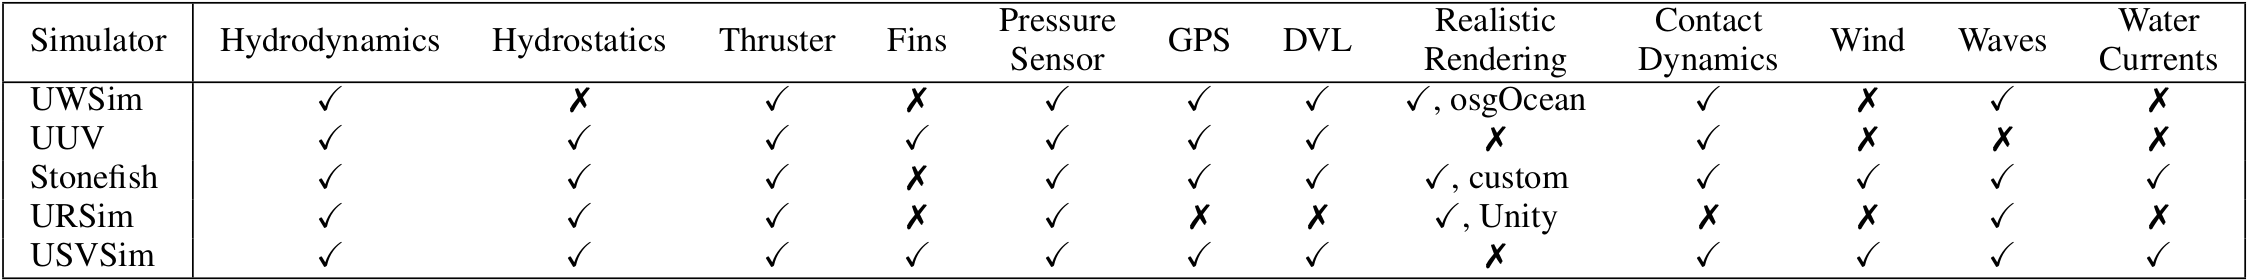 Simulator Hydrodynamics Hydrostatics Thruster Fins Pressure Sensor GPS DVL Realistic Rendering Contact Dynamics Wind Waves Water Currents
UWSim ✓ ✗ ✓ ✗ ✓ ✓ ✓ ✓, osgOcean ✓ ✗ ✓ ✗
UUV ✓ ✓ ✓ ✓ ✓ ✓ ✓ ✗ ✓ ✗ ✗ ✗
Stonefish ✓ ✓ ✓ ✗ ✓ ✓ ✓ ✓, custom ✓ ✓ ✓ ✓
URSim ✓ ✓ ✓ ✗ ✓ ✗ ✗ ✓, Unity ✗ ✗ ✓ ✗
USVSim ✓ ✓ ✓ ✓ ✓ ✓ ✓ ✗ ✓ ✓ ✓ ✓